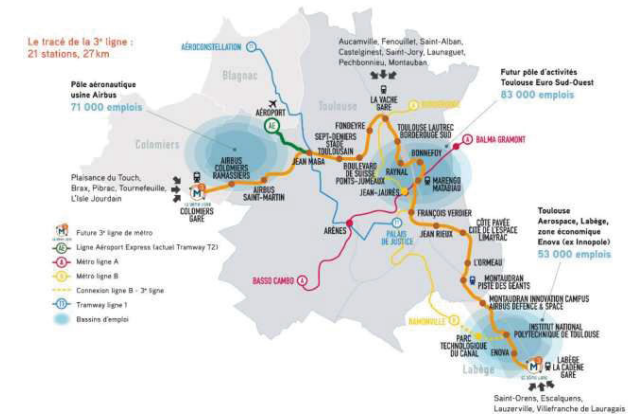 Le tracé de la 3e ligne :
21 stations, 27 km
AÉROCONSTELLATION
T1
Aucamville, Fenouillet, Saint-Alban,
Castelginest, Saint-Jory, Launaguet,
Pechbonnieu, Montauban
Blagnac
Pôle aéronautique
usine Airbus
71 000 emplois
Futur pôle d'activités
Toulouse Euro Sud-Ouest
83 000 emplois
Toulouse
LA VACHE
GARE
B
AÉROPORT
AE
FONDEYRE
TOULOUSE LAUTREC
BORDEROUGE SUD
A
BALMA GRAMONT
Colomiers
SEPT-DENIERS
STADE
TOULOUSAIN
BONNEFOY
AIRBUS
COLOMIERS
RAMASSIERS
JEAN MAGA
BOULEVARD
DE SUISSE
PONTS-JUMEAUX
RAYNAL
MARENGO
MATABIAU
Plaisance du Touch,
Brax, Pibrac, Tournefeuille,
L'Isle Jourdain
M
COLOMIERS
GARE
AIRBUS
SAINT-MARTIN
JEAN-JAURÈS
FRANÇOIS VERDIER
ARÈNES
PALAIS
DE JUSTICE
T1
JEAN RIEUX
CÔTE PAVÉE
CITÉ DE L'ESPACE
LIMAYRAC
Toulouse
Aerospace, Labège,
zone économique
Enova (ex Innopole)
53 000 emplois
M
Future 3e ligne de métro
AE
Ligne Aéroport Express (actuel Tramway T2)
A
Métro ligne A
B
Métro ligne B
Connexion ligne B - 3e ligne
T1
Tramway ligne 1
Bassins d'emploi
BASSO CAMBO
A
L'ORMEAU
MONTAUDRAN
PISTE DES GÉANTS
MONTAUDRAN INNOVATION CAMPUS
AIRBUS DEFENCE & SPACE
RAMONVILLE
B
INSTITUT NATIONAL
POLYTECHNIQUE DE TOULOUSE
PARC
TECHNOLOGIQUE
DU CANAL
ENOVA
Labège
M
LABÈGE
LA CADÈNE
GARE
Saint-Orens, Escalquens,
Lauzerville, Villefranche de Lauragais